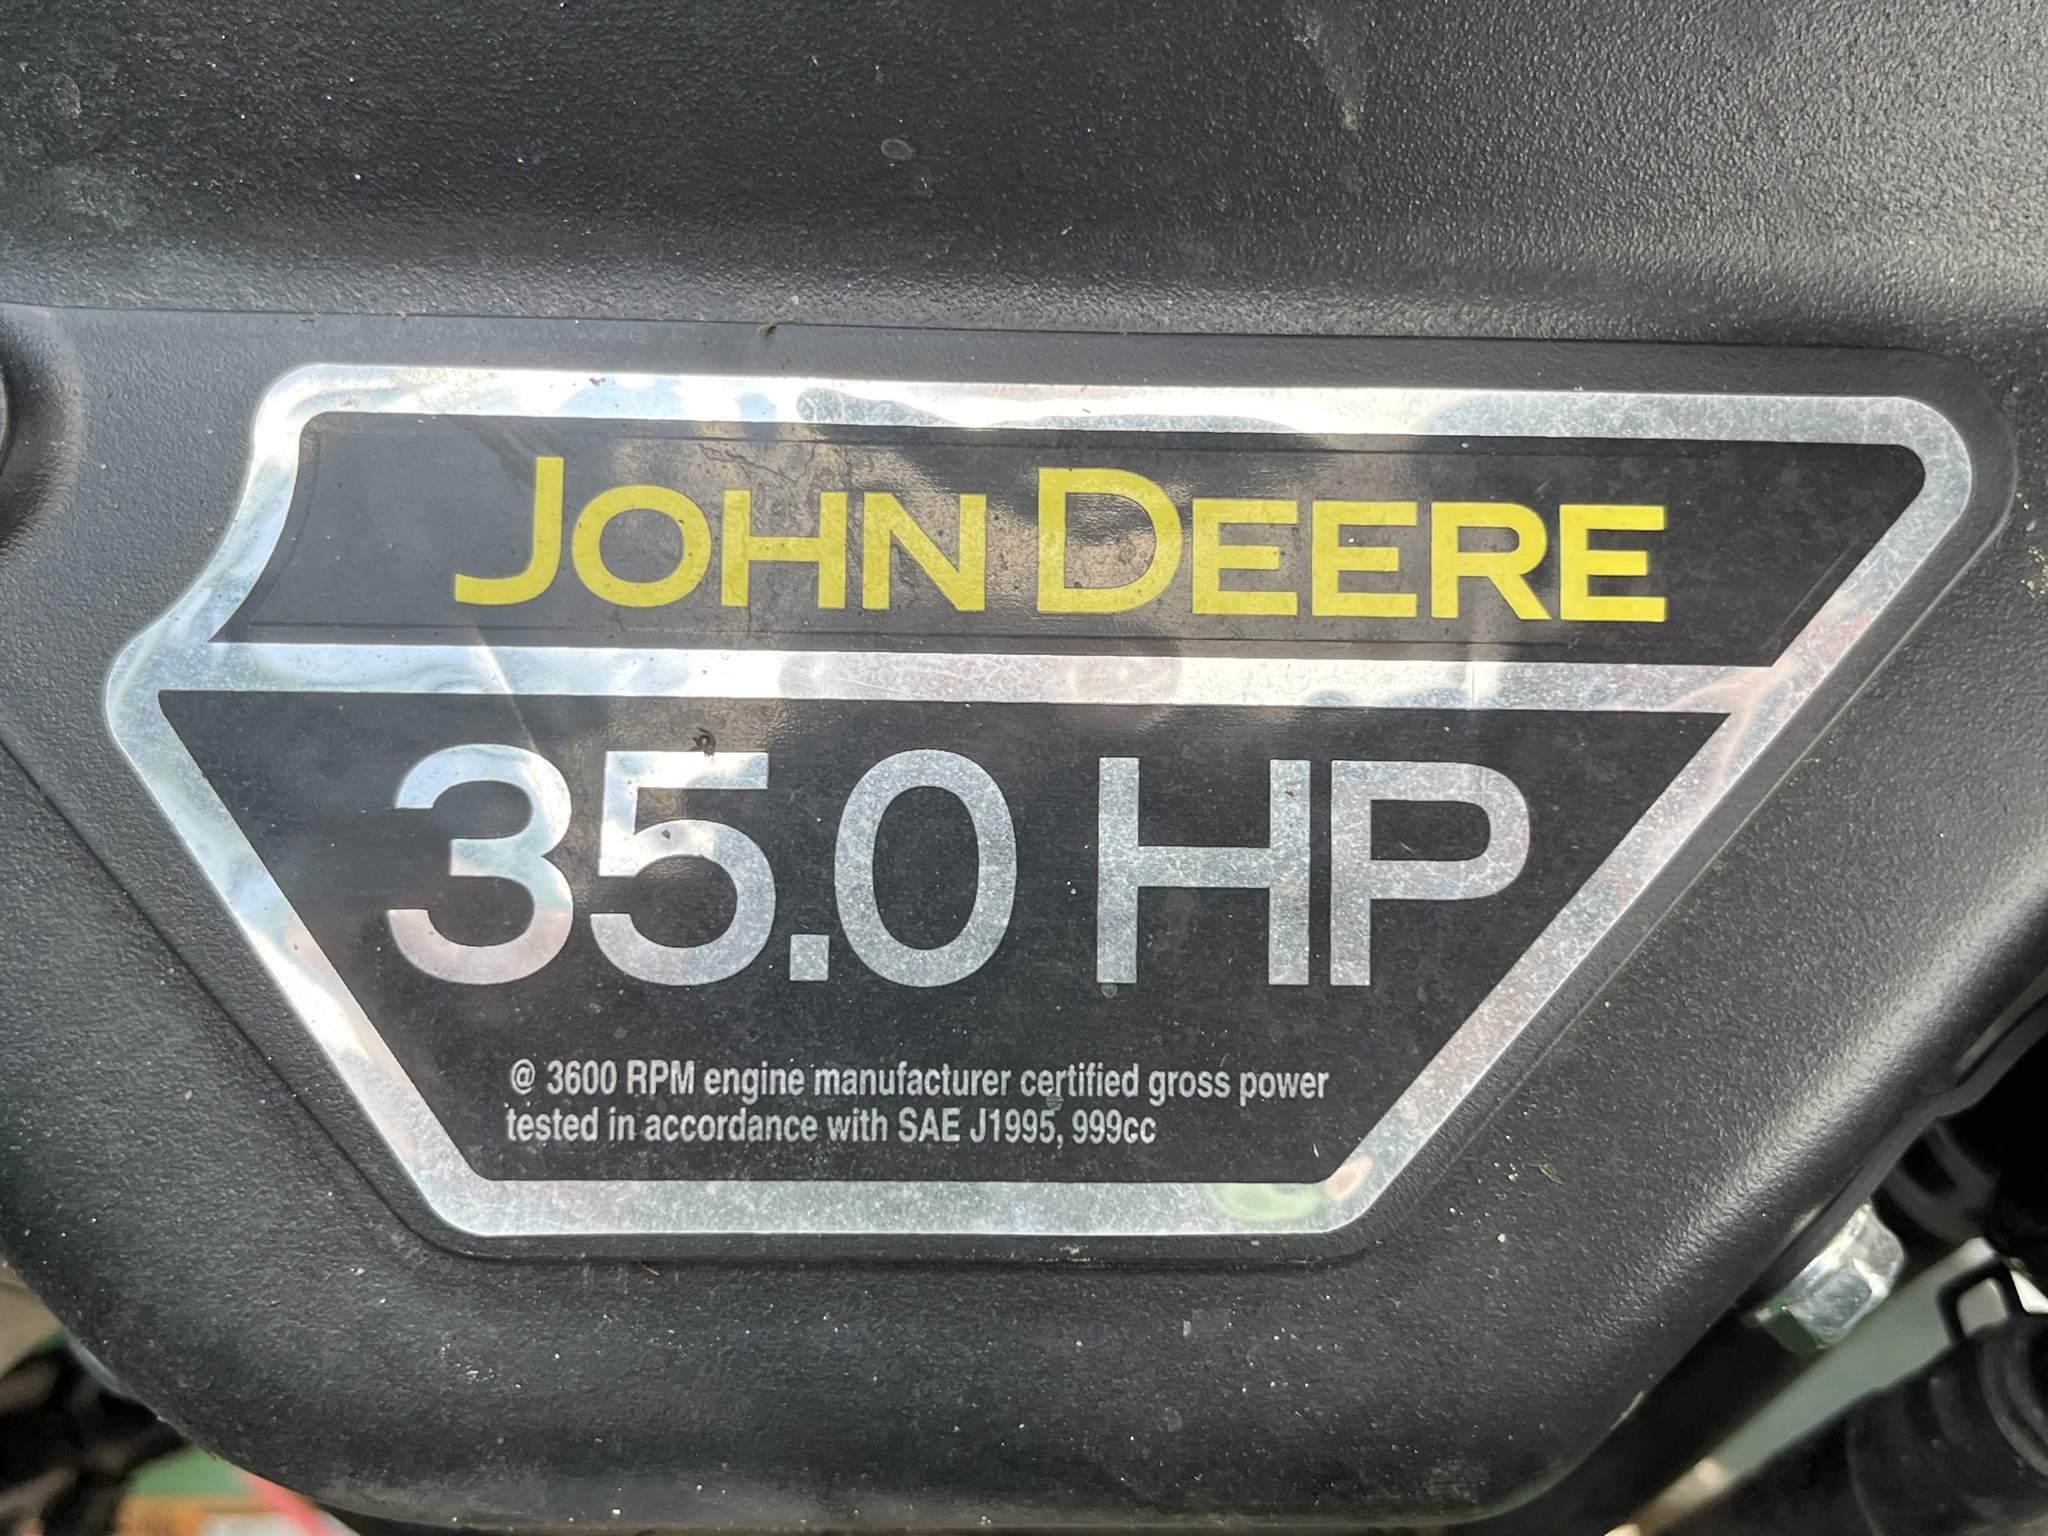 JOHN DEERE
35.0 HP
@ 3600 RPM engine manufacturer certified gross power
tested in accordance with SAE J1995, 999cc